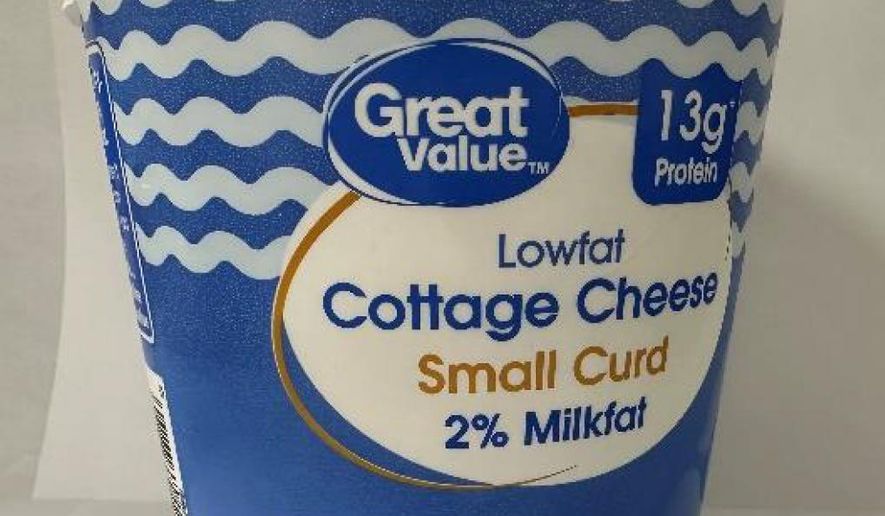 Great
Value™
13g
Protein
Lowfat
Cottage Cheese
Small Curd
2% Milkfat